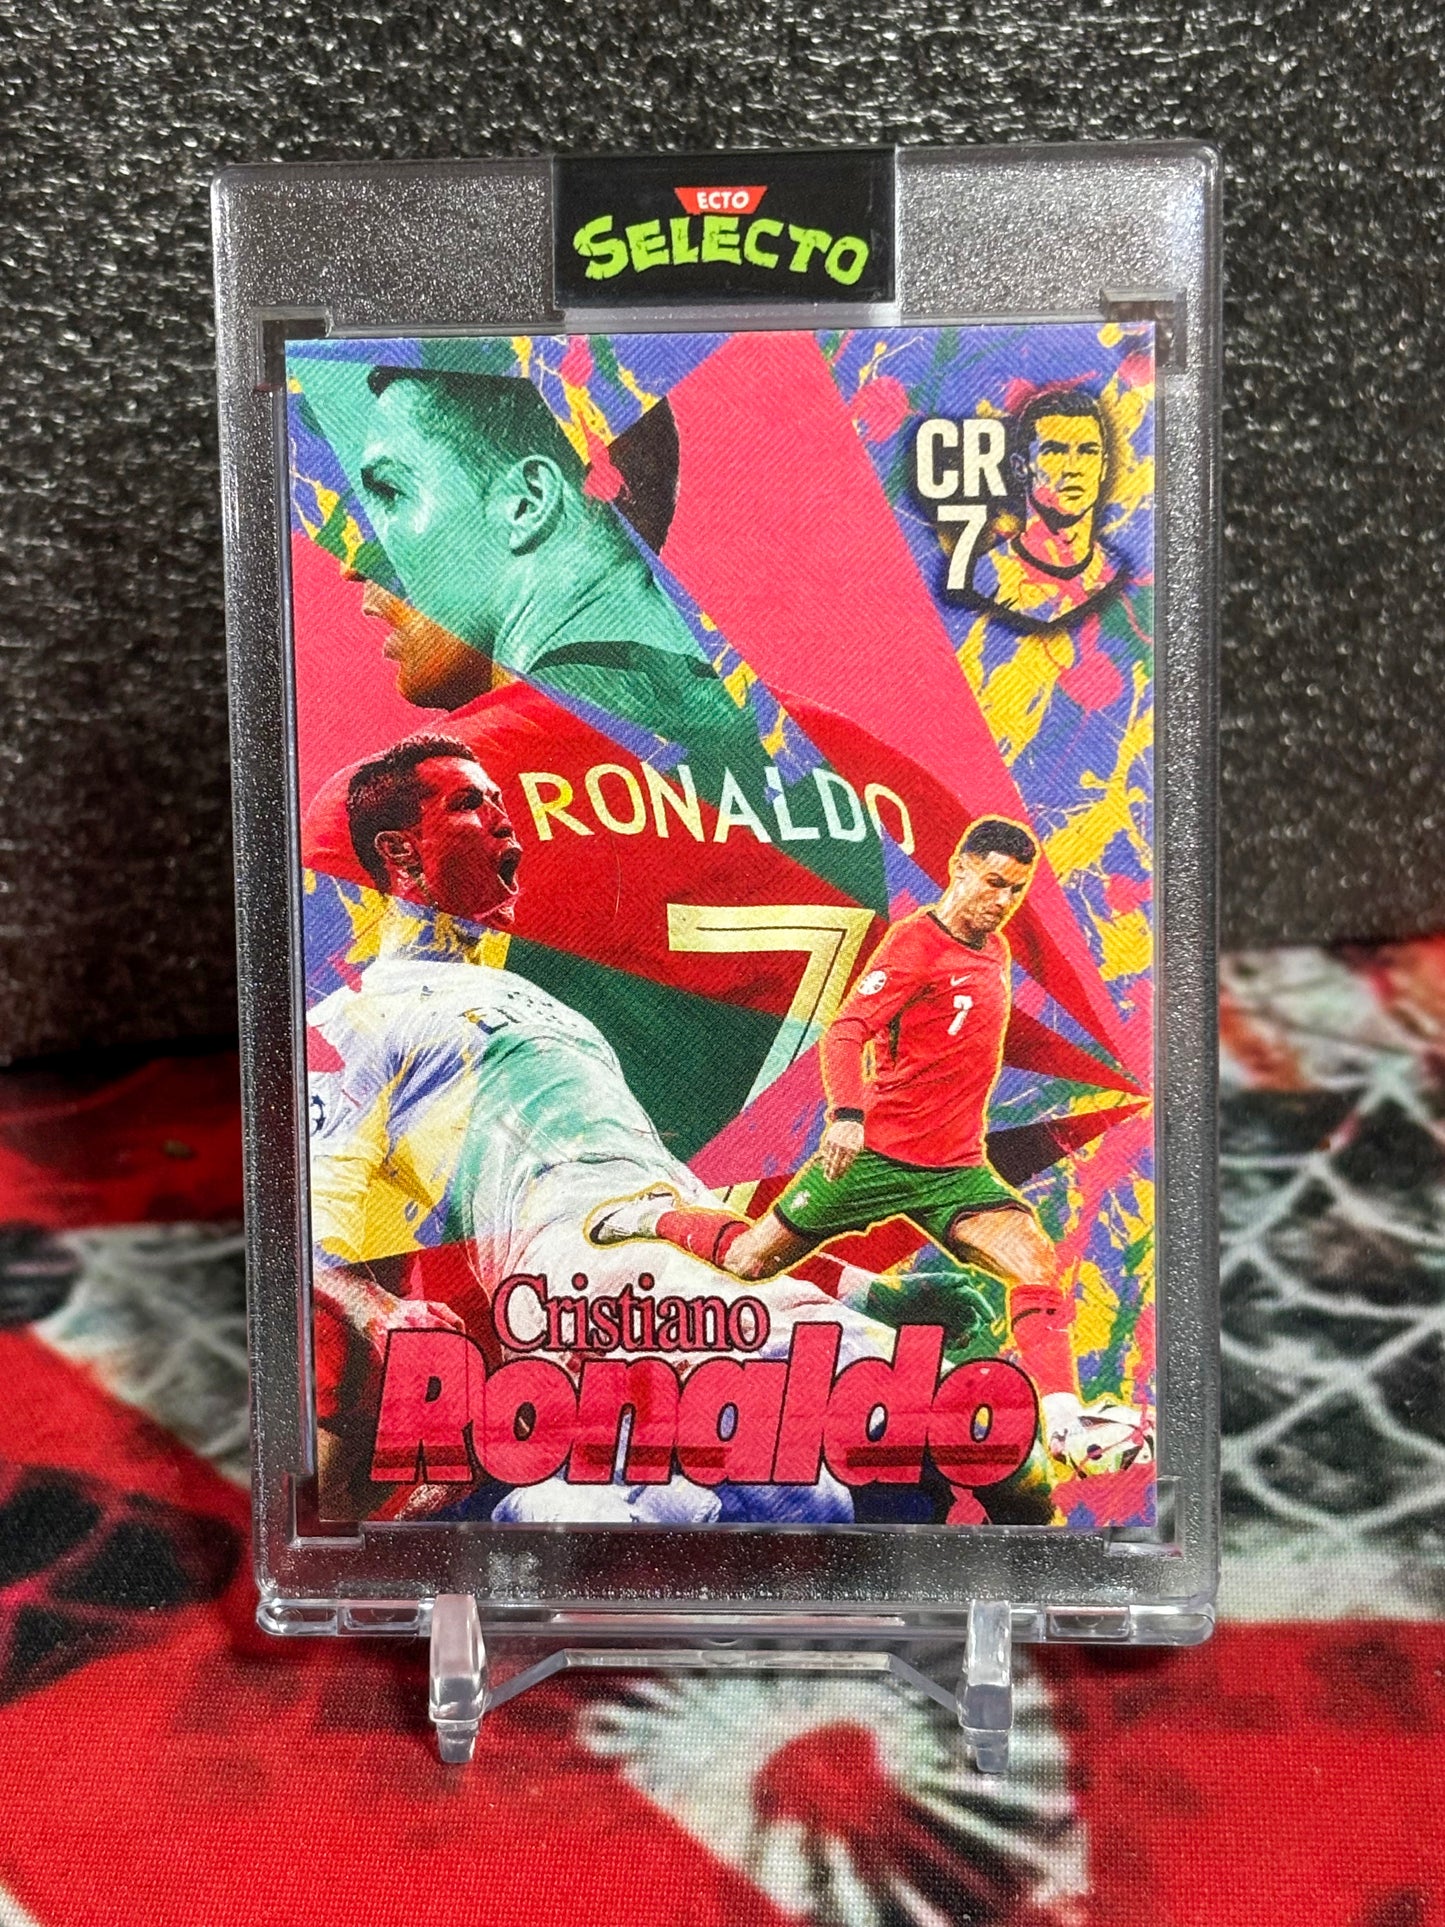 ECTO
SELECTO
CR
7
RONALDO
7
7
Cristiano
Ronaldo